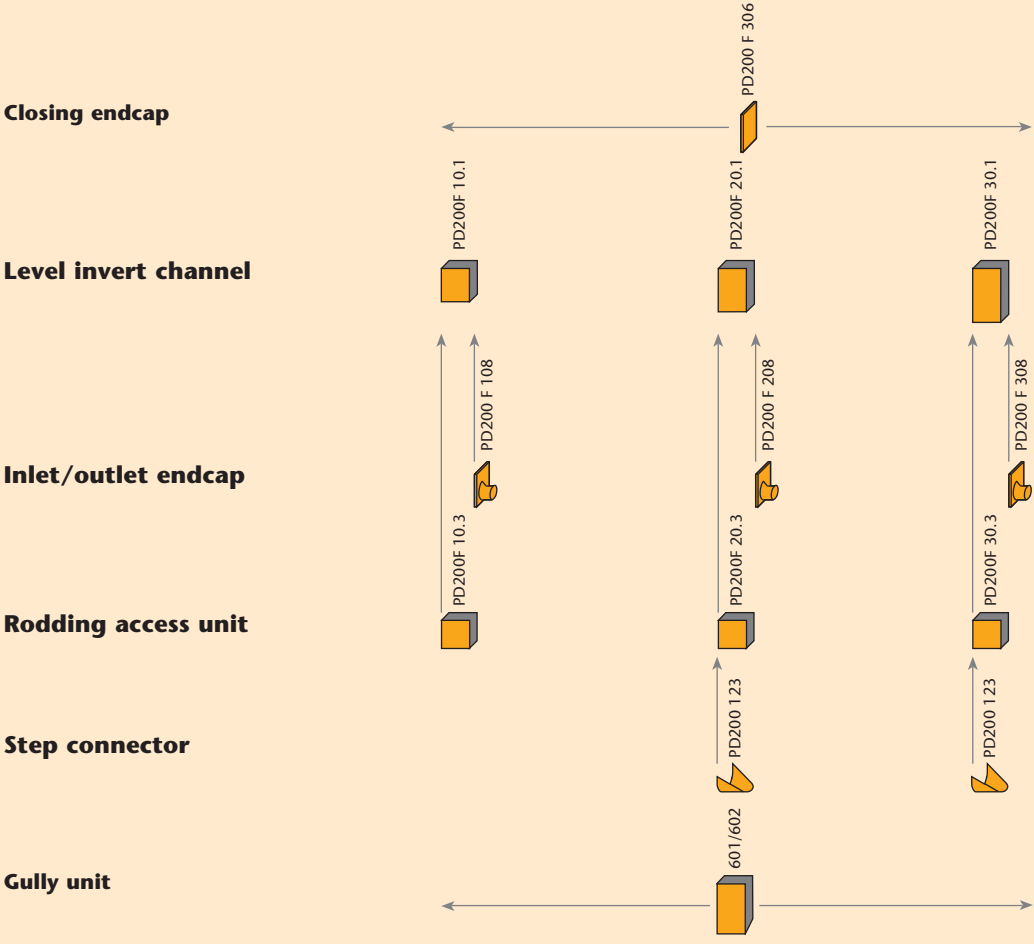 PD200 F 306
Closing endcap
PD200F 10.1
PD200F 20.1
PD200F 30.1
Level invert channel
PD200 F 108
PD200 F 208
PD200 F 308
Inlet/outlet endcap
PD200F 10.3
PD200F 20.3
PD200F 30.3
Rodding access unit
PD200 123
PD200 123
Step connector
601/602
Gully unit